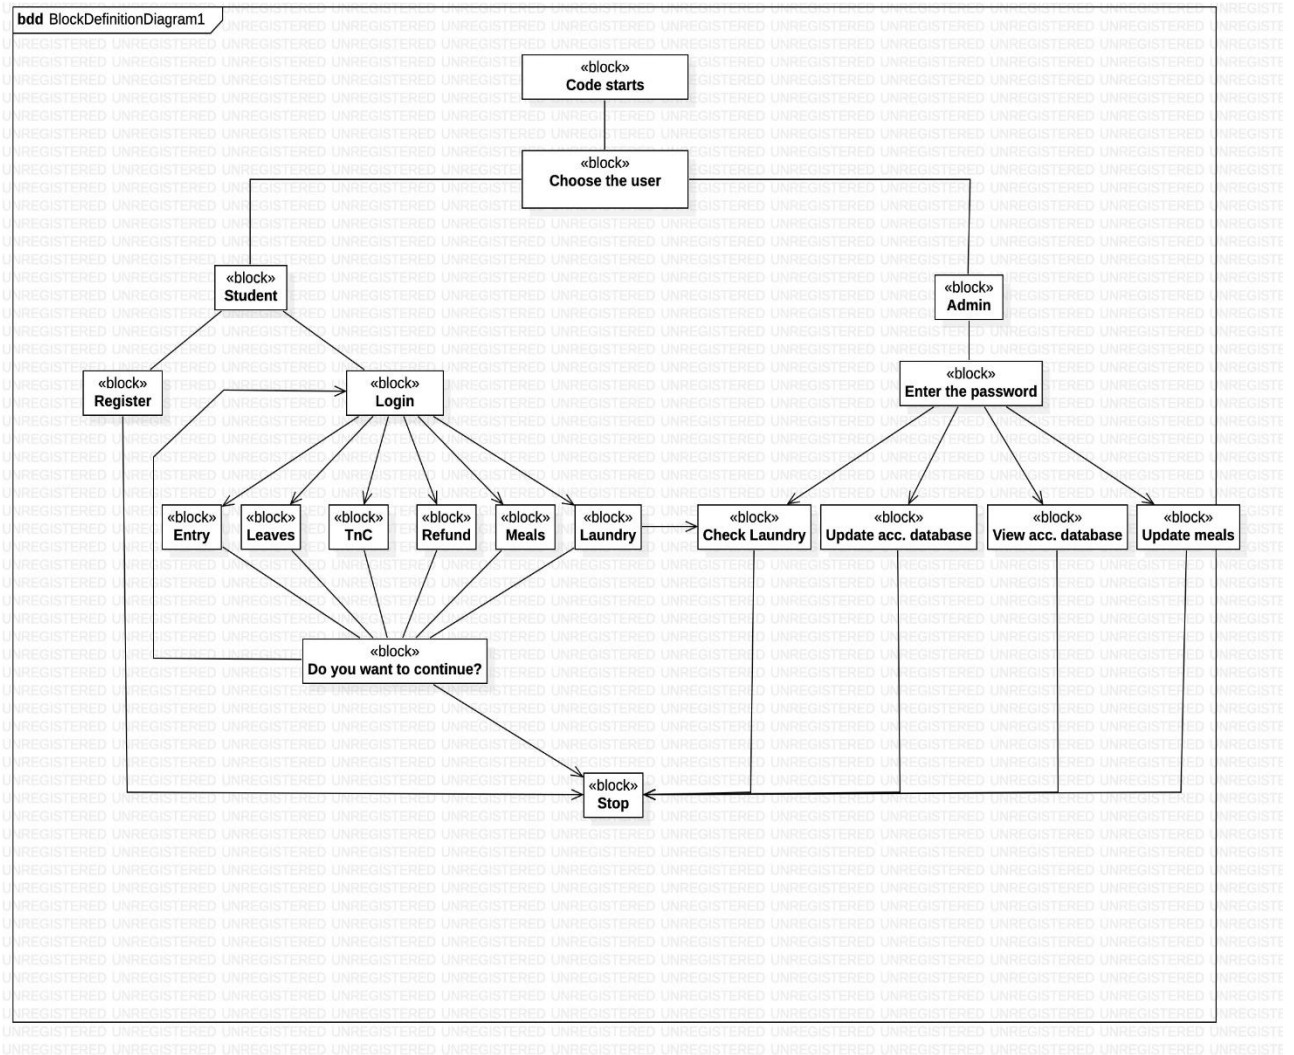 bdd BlockDefinitionDiagram1
«block»
Code starts
«block»
Choose the user
«block»
Student
«block»
Admin
«block»
Register
«block»
Login
«block»
Enter the password
«block»
Entry
«block»
Leaves
«block»
TnC
«block»
Refund
«block»
Meals
«block»
Laundry
«block»
Check Laundry
«block»
Update acc. database
«block»
View acc. database
«block»
Update meals
«block»
Do you want to continue?
«block»
Stop
UNREGISTERED